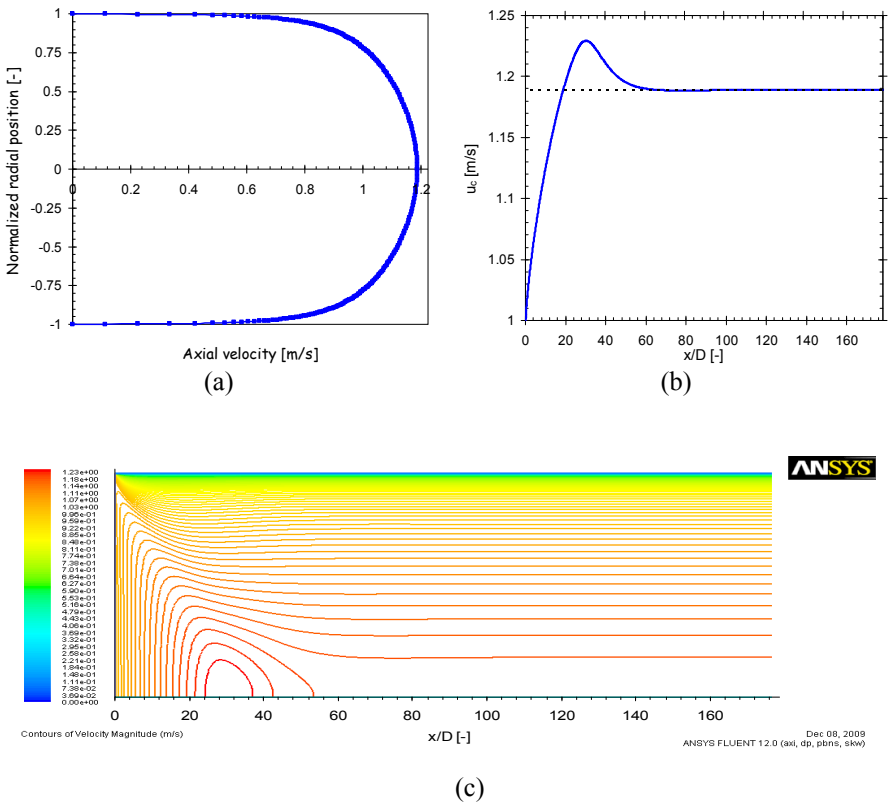 1
0.75
0.5
0.25
0
-0.25
-0.5
-0.75
-1
Normalized radial position [-]
0 0.2 0.4 0.6 0.8 1 1.2
Axial velocity [m/s]
(a)
1.25
1.2
1.15
1.1
1.05
1
u_c [m/s]
0 20 40 60 80 100 120 140 160
x/D [-]
(b)
ANSYS
1.23e+00
1.18e+00
1.14e+00
1.11e+00
1.07e+00
1.03e+00
9.96e-01
9.59e-01
9.22e-01
8.85e-01
8.48e-01
8.11e-01
7.74e-01
7.38e-01
7.01e-01
6.64e-01
6.27e-01
5.90e-01
5.53e-01
5.16e-01
4.79e-01
4.43e-01
4.06e-01
3.69e-01
3.32e-01
2.95e-01
2.58e-01
2.21e-01
1.84e-01
1.48e-01
1.11e-01
7.38e-02
3.69e-02
0.00e+00
0 20 40 60 80 100 120 140 160
x/D [-]
Contours of Velocity Magnitude (m/s)
Dec 08, 2009
ANSYS FLUENT 12.0 (axi, dp, pbns, skw)
(c)